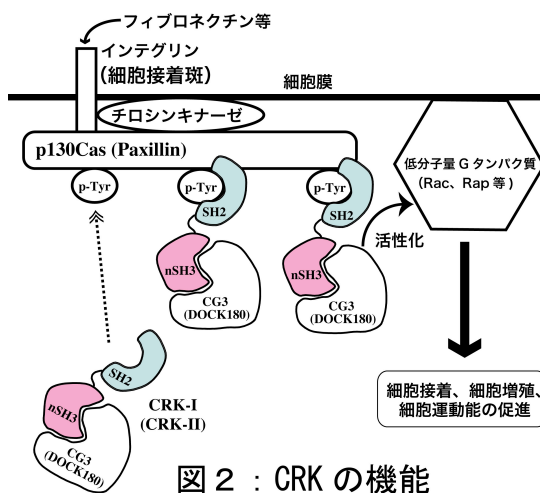 フィブロネクチン等
インテグリン
(細胞接着斑)
細胞膜
チロシンキナーゼ
p130Cas (Paxillin)
p-Tyr
p-Tyr
p-Tyr
SH2
SH2
nSH3
nSH3
CG3
(DOCK180)
CG3
(DOCK180)
低分子量 G タンパク質
(Rac、Rap 等 )
活性化
SH2
nSH3
CG3
(DOCK180)
CRK-I
(CRK-II)
細胞接着、細胞増殖、
細胞運動能の促進
図２：CRK の機能